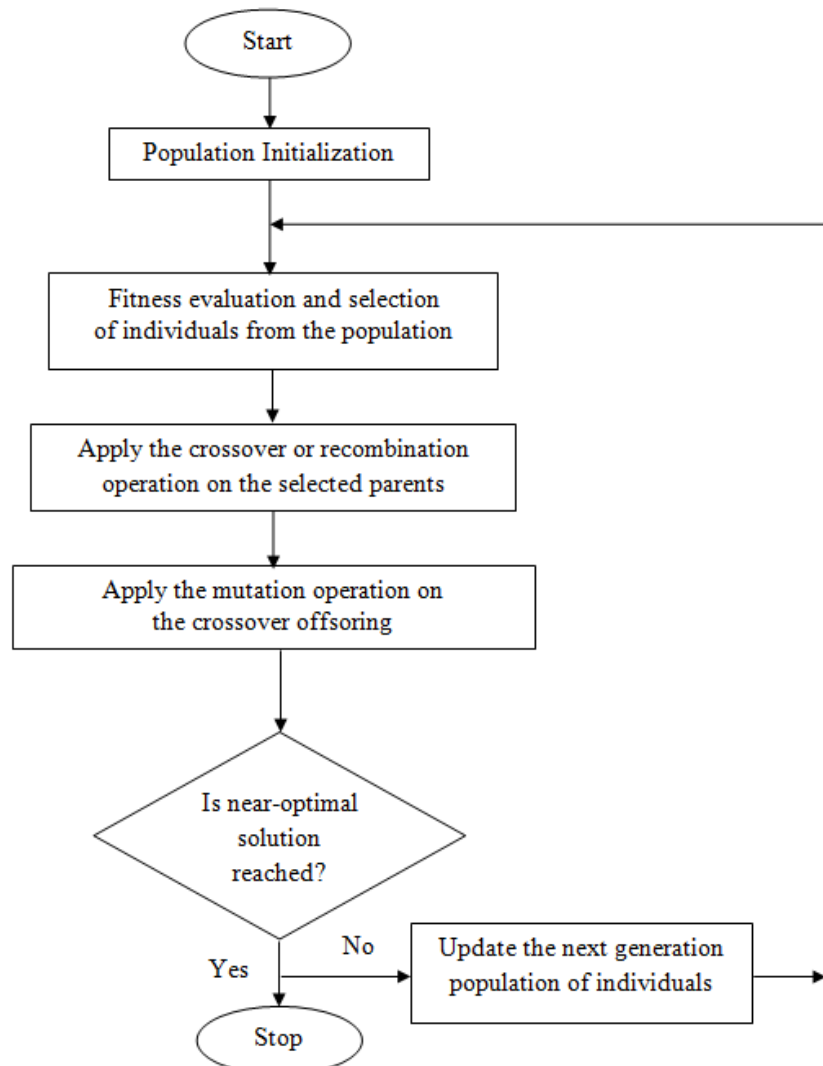 Start
Population Initialization
Fitness evaluation and selection
of individuals from the population
Apply the crossover or recombination
operation on the selected parents
Apply the mutation operation on
the crossover offsoring
Is near-optimal
solution
reached?
No
Yes
Update the next generation
population of individuals
Stop